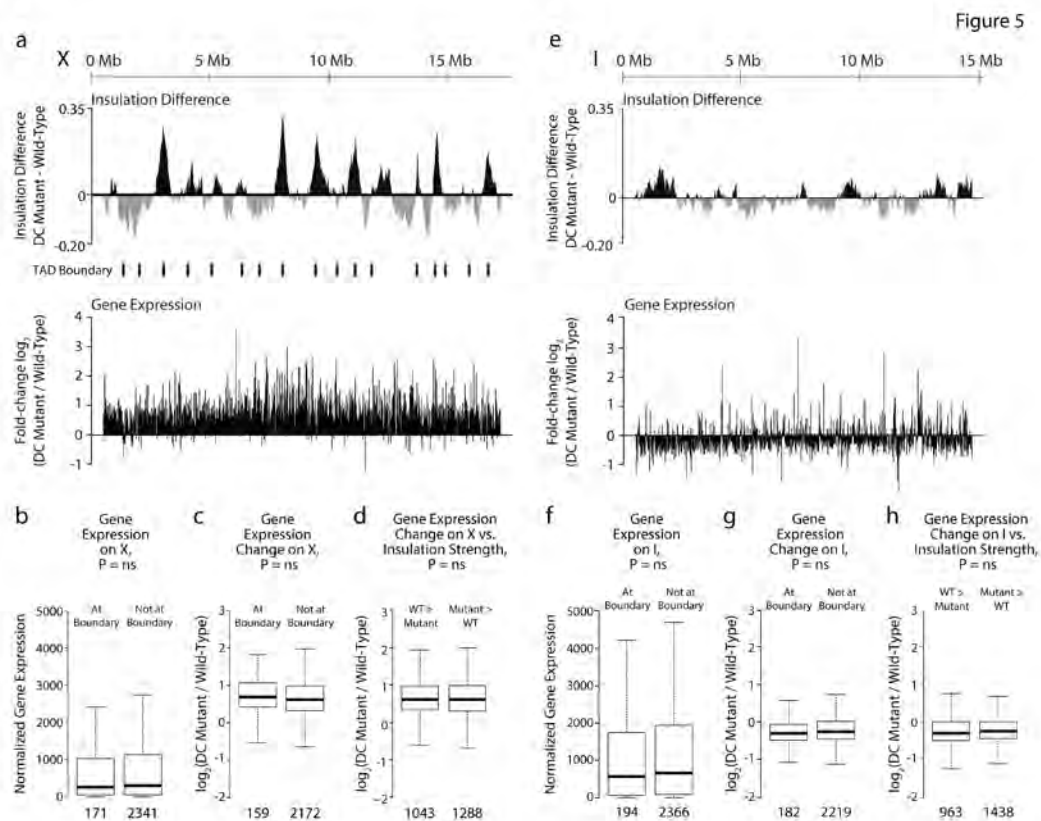 Figure 5
a
X
0 Mb 5 Mb 10 Mb 15 Mb
Insulation Difference
Insulation Difference
DC Mutant - Wild-Type
0.35
0
-0.20
TAD Boundary
Gene Expression
Fold-change log2
(DC Mutant / Wild-Type)
4
3
2
1
0
-1
e
I
0 Mb 5 Mb 10 Mb 15 Mb
Insulation Difference
Insulation Difference
DC Mutant - Wild-Type
0.35
0
-0.20
Gene Expression
Fold-change log2
(DC Mutant / Wild-Type)
4
3
2
1
0
-1
b
Gene
Expression
on X,
P = ns
Normalized Gene Expression
5000
4000
3000
2000
1000
0
At
Boundary
Not at
Boundary
171 2341
c
Gene
Expression
Change on X,
P = ns
log2(DC Mutant / Wild-Type)
3
2
1
0
-1
-2
At
Boundary
Not at
Boundary
159 2172
d
Gene Expression
Change on X vs.
Insulation Strength,
P = ns
log2(DC Mutant / Wild-Type)
3
2
1
0
-1
-2
WT >
Mutant
Mutant >
WT
1043 1288
f
Gene
Expression
on I,
P = ns
Normalized Gene Expression
5000
4000
3000
2000
1000
0
At
Boundary
Not at
Boundary
194 2366
g
Gene
Expression
Change on I,
P = ns
log2(DC Mutant / Wild-Type)
3
2
1
-0
-1
-2
At
Boundary
Not at
Boundary
182 2219
h
Gene Expression
Change on I vs.
Insulation Strength,
P = ns
log2(DC Mutant / Wild-Type)
3
2
1
-0
-1
-2
WT >
Mutant
Mutant >
WT
963 1438